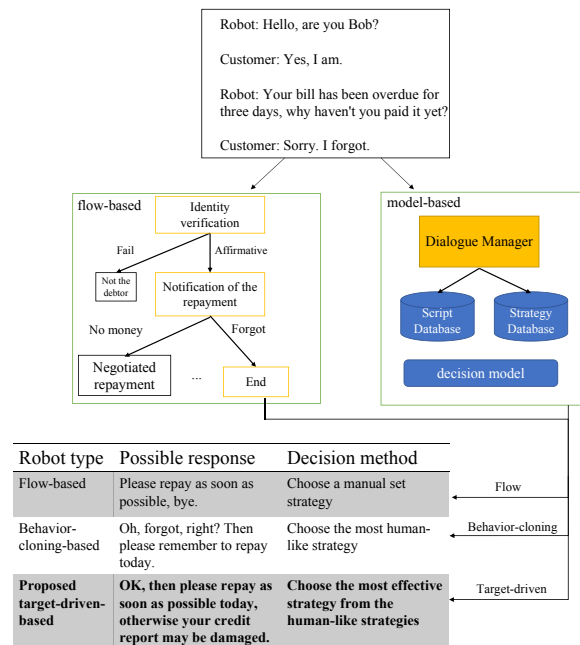 Robot: Hello, are you Bob?
Customer: Yes, I am.
Robot: Your bill has been overdue for
three days, why haven't you paid it yet?
Customer: Sorry. I forgot.
flow-based
Identity
verification
Fail
Affirmative
Not the
debtor
Notification of the
repayment
No money
Forgot
Negotiated
repayment
...
End
model-based
Dialogue Manager
Script
Database
Strategy
Database
decision model
Robot type Possible response Decision method
Flow-based Please repay as soon as Choose a manual set
possible, bye. strategy
Behavior- Oh, forgot, right? Then Choose the most human-
cloning-based please remember to repay like strategy
today.
Proposed OK, then please repay as Choose the most effective
target-driven- soon as possible today, strategy from the
based otherwise your credit human-like strategies
report may be damaged.
Flow
Behavior-cloning
Target-driven